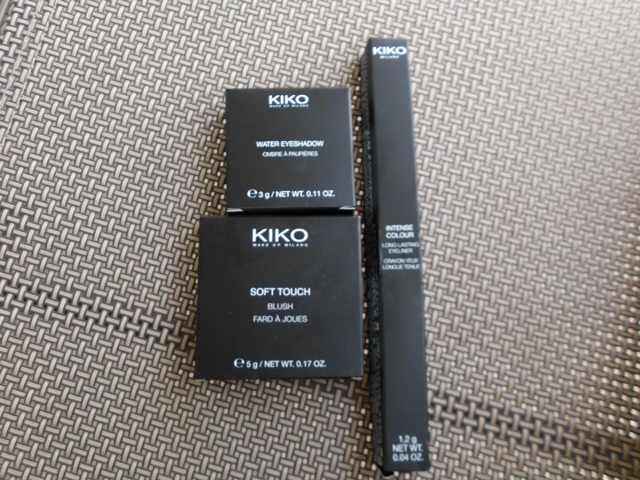 KIKO
MAKE UP MILANO
WATER EYESHADOW
OMBRE À PAUPIÈRES
℮ 3 g / NET WT. 0.11 OZ.
KIKO
MAKE UP MILANO
SOFT TOUCH
BLUSH
FARD À JOUES
℮ 5 g / NET WT. 0.17 OZ.
KIKO
MILANO
INTENSE
COLOUR
LONG LASTING
EYELINER
CRAYON YEUX
LONGUE TENUE
1,2 g
NET WT.
0.04 OZ.